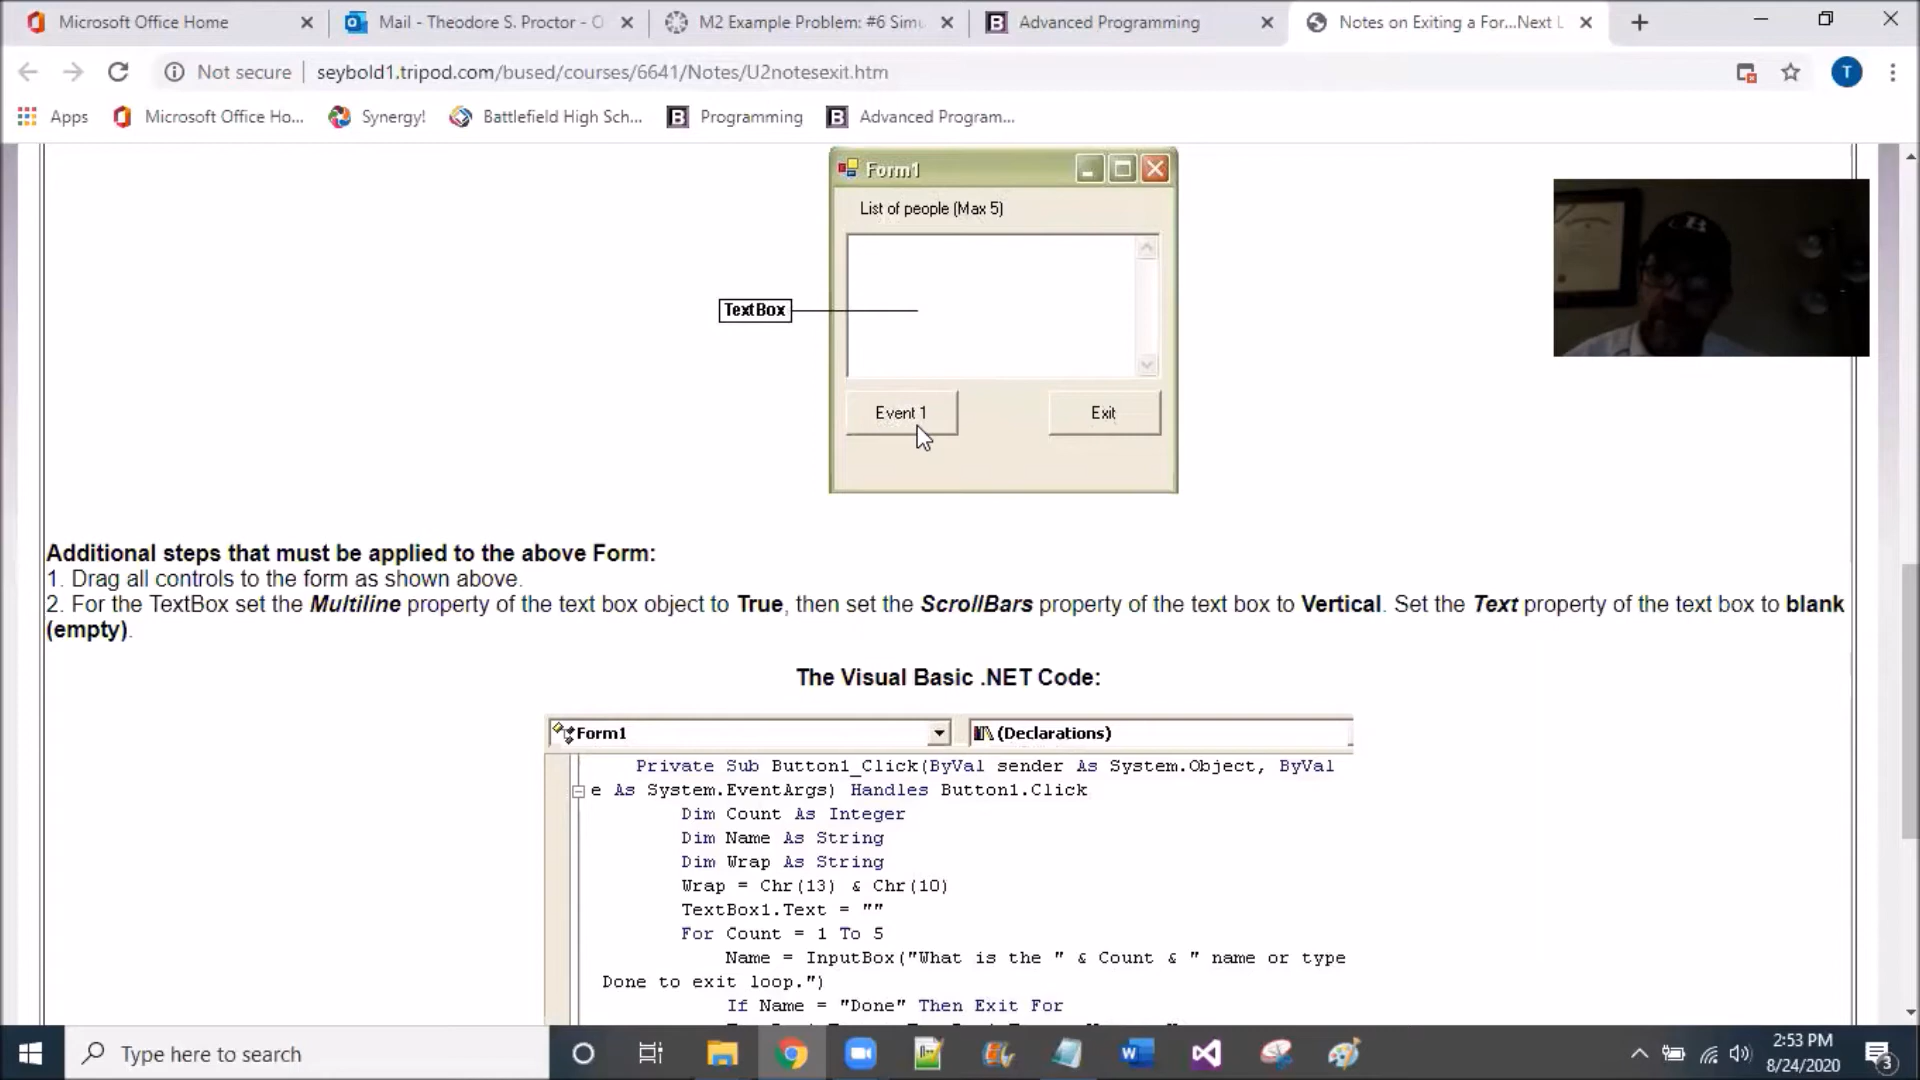 Microsoft Office Home
Mail - Theodore S. Proctor - O
M2 Example Problem: #6 Simu
Advanced Programming
Notes on Exiting a For...Next L
Not secure
seybold1.tripod.com/bused/courses/6641/Notes/U2notesexit.htm
T
Apps
Microsoft Office Ho...
Synergy!
Battlefield High Sch...
Programming
Advanced Program...
Form1
List of people (Max 5)
TextBox
Event 1
Exit
Additional steps that must be applied to the above Form:
1. Drag all controls to the form as shown above.
2. For the TextBox set the Multiline property of the text box object to True, then set the ScrollBars property of the text box to Vertical. Set the Text property of the text box to blank
(empty).
The Visual Basic .NET Code:
Form1
(Declarations)
Private Sub Button1_Click(ByVal sender As System.Object, ByVal
e As System.EventArgs) Handles Button1.Click
Dim Count As Integer
Dim Name As String
Dim Wrap As String
Wrap = Chr(13) & Chr(10)
TextBox1.Text = ""
For Count = 1 To 5
Name = InputBox("What is the " & Count & " name or type
Done to exit loop.")
If Name = "Done" Then Exit For
Type here to search
2:53 PM
8/24/2020
3